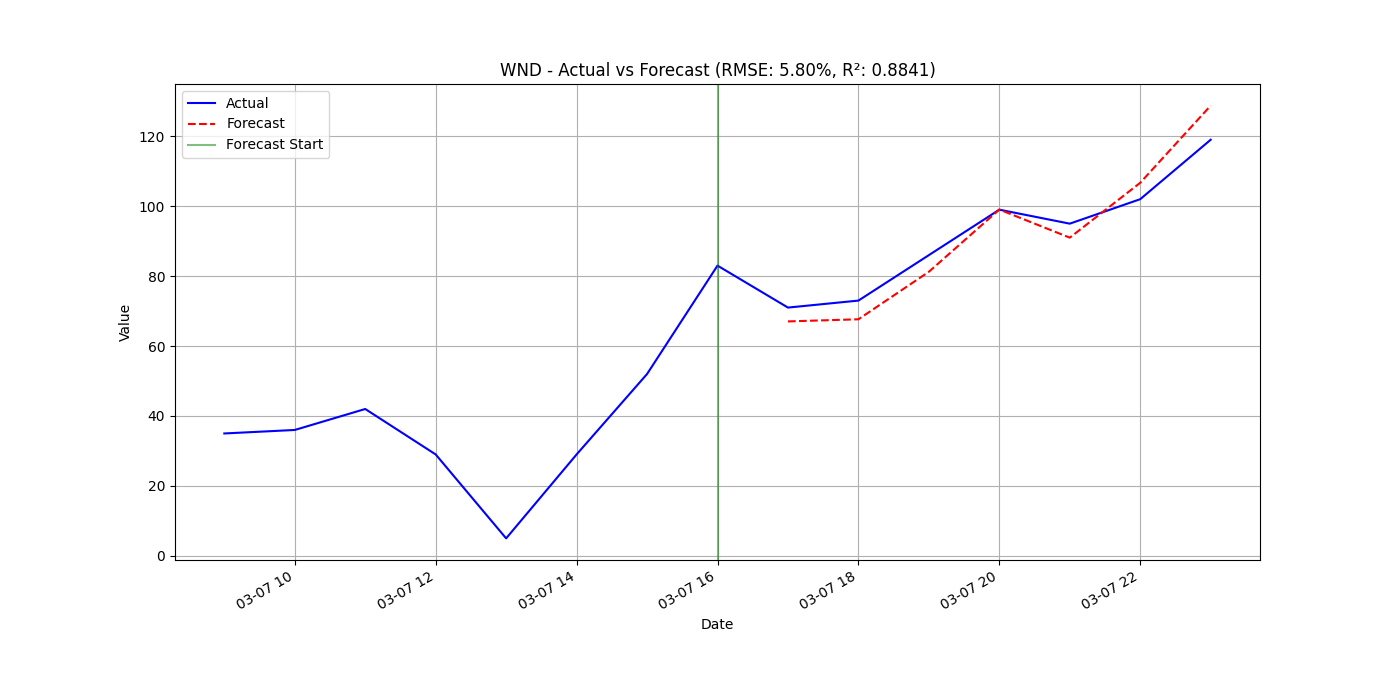 WND - Actual vs Forecast (RMSE: 5.80%, R²: 0.8841)
Actual
Forecast
Forecast Start
120
100
80
60
40
20
0
Value
03-07 10
03-07 12
03-07 14
03-07 16
03-07 18
03-07 20
03-07 22
Date